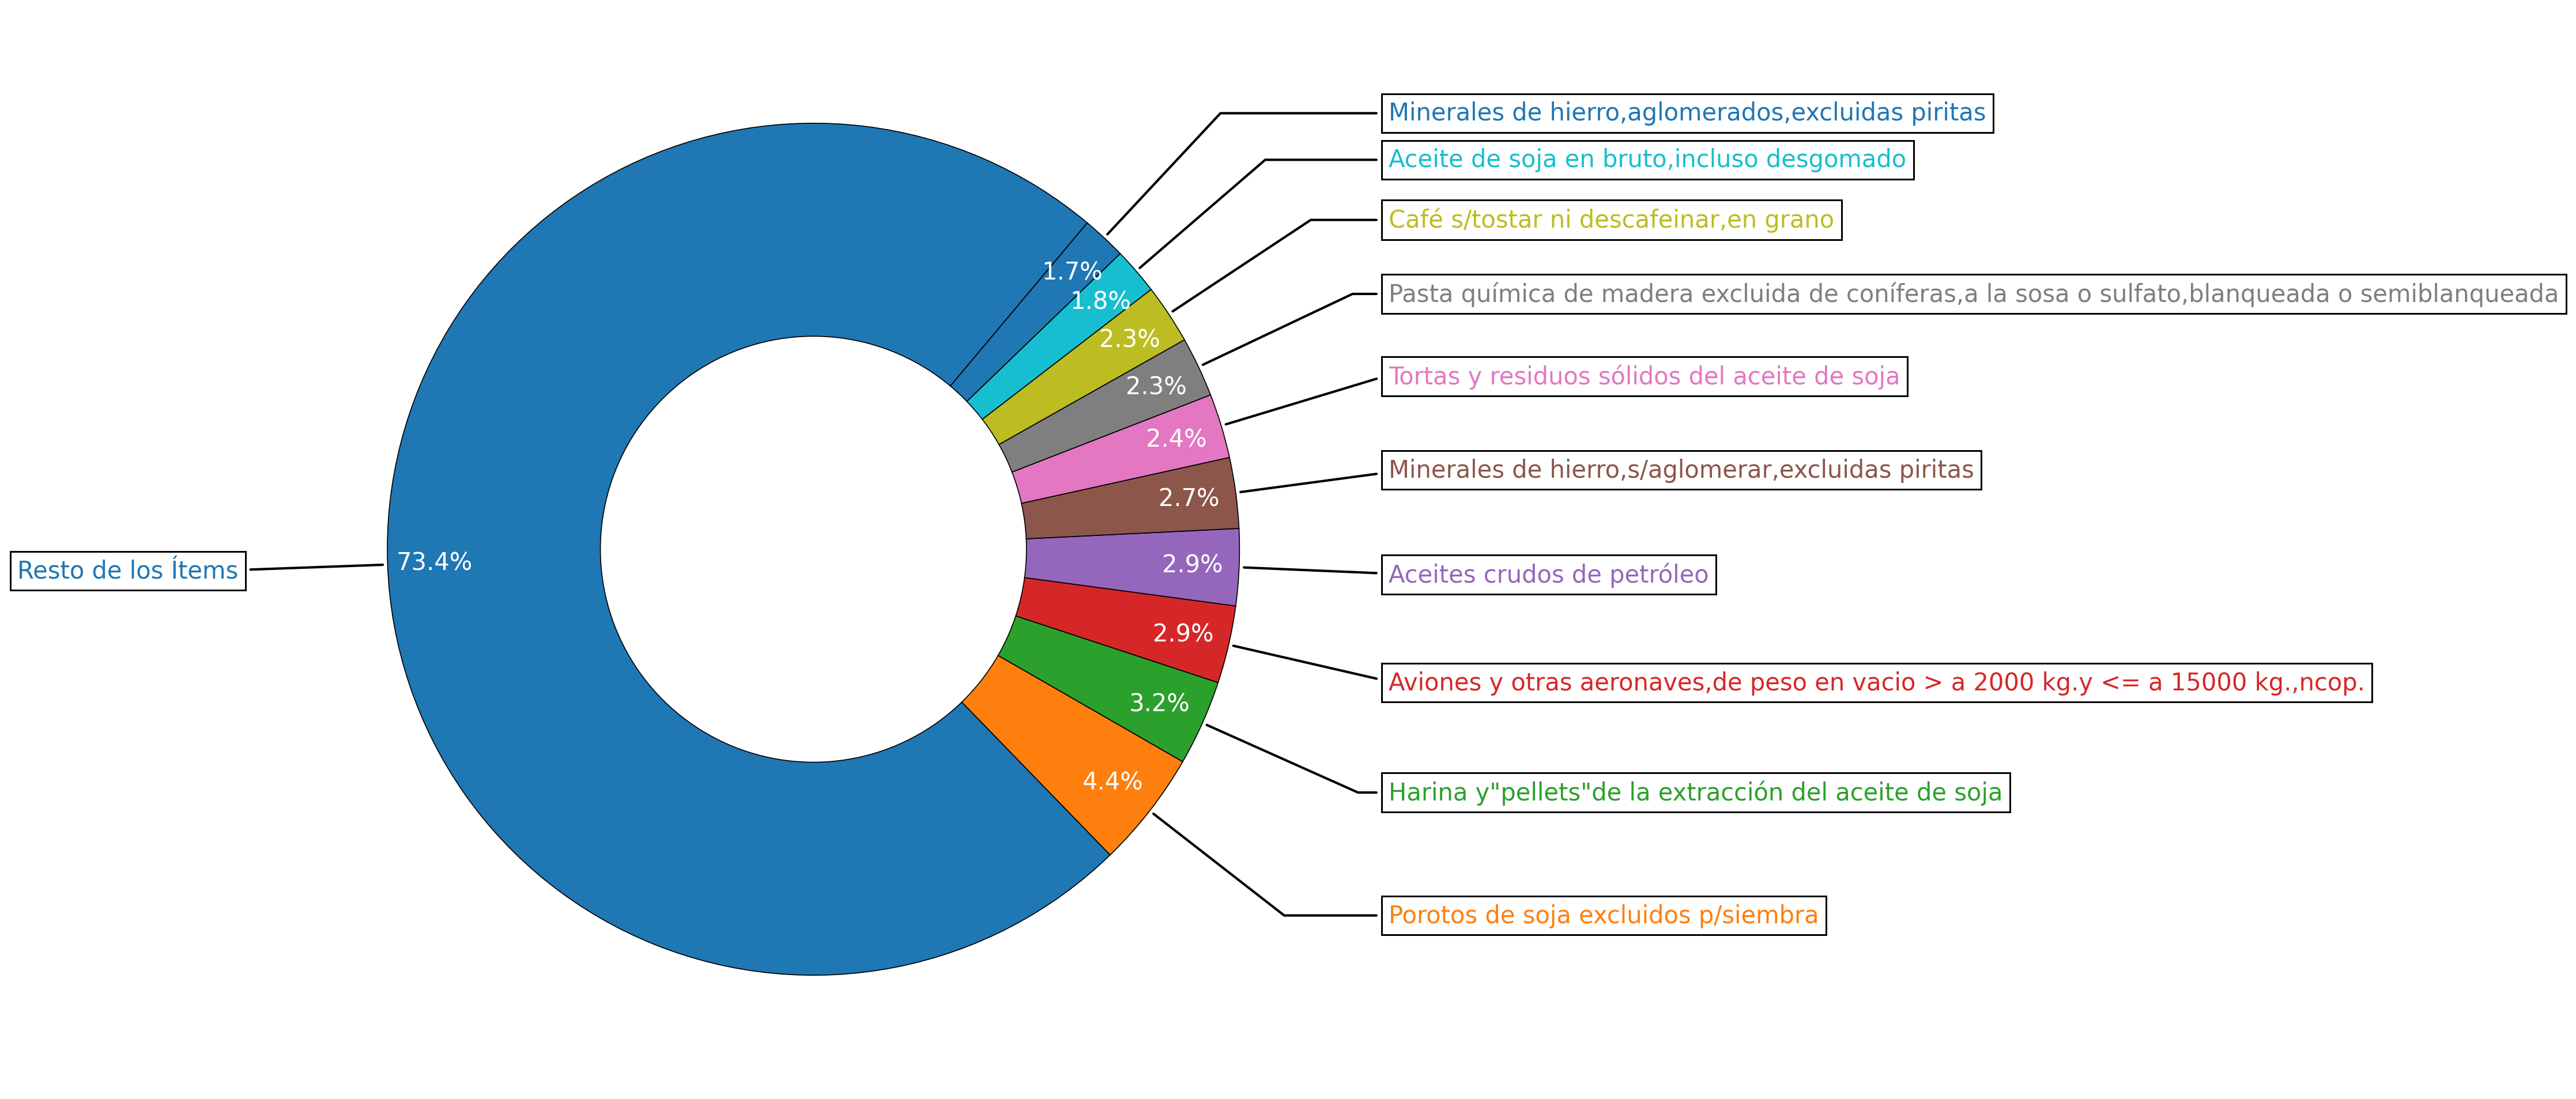 Minerales de hierro,aglomerados,excluidas piritas
Aceite de soja en bruto,incluso desgomado
Café s/tostar ni descafeinar,en grano
Pasta química de madera excluida de coníferas,a la sosa o sulfato,blanqueada o semiblanqueada
Tortas y residuos sólidos del aceite de soja
Minerales de hierro,s/aglomerar,excluidas piritas
Aceites crudos de petróleo
Aviones y otras aeronaves,de peso en vacio > a 2000 kg.y <= a 15000 kg.,ncop.
Harina y"pellets"de la extracción del aceite de soja
Porotos de soja excluidos p/siembra
Resto de los Ítems
1.7%
1.8%
2.3%
2.3%
2.4%
2.7%
2.9%
2.9%
3.2%
4.4%
73.4%